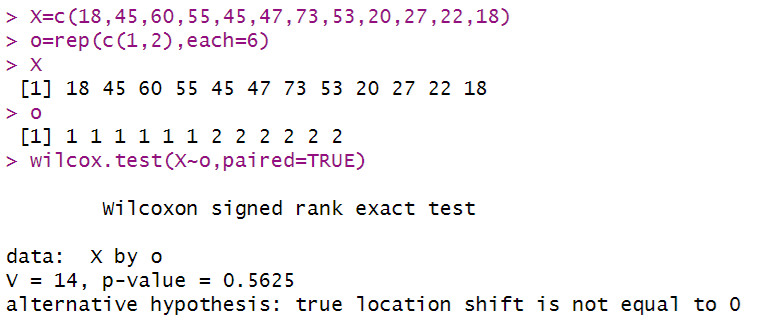 > X=c(18,45,60,55,45,47,73,53,20,27,22,18)
> o=rep(c(1,2),each=6)
> X
 [1] 18 45 60 55 45 47 73 53 20 27 22 18
> o
 [1] 1 1 1 1 1 1 2 2 2 2 2 2
> wilcox.test(X~o,paired=TRUE)
        Wilcoxon signed rank exact test
data:  X by o
V = 14, p-value = 0.5625
alternative hypothesis: true location shift is not equal to 0